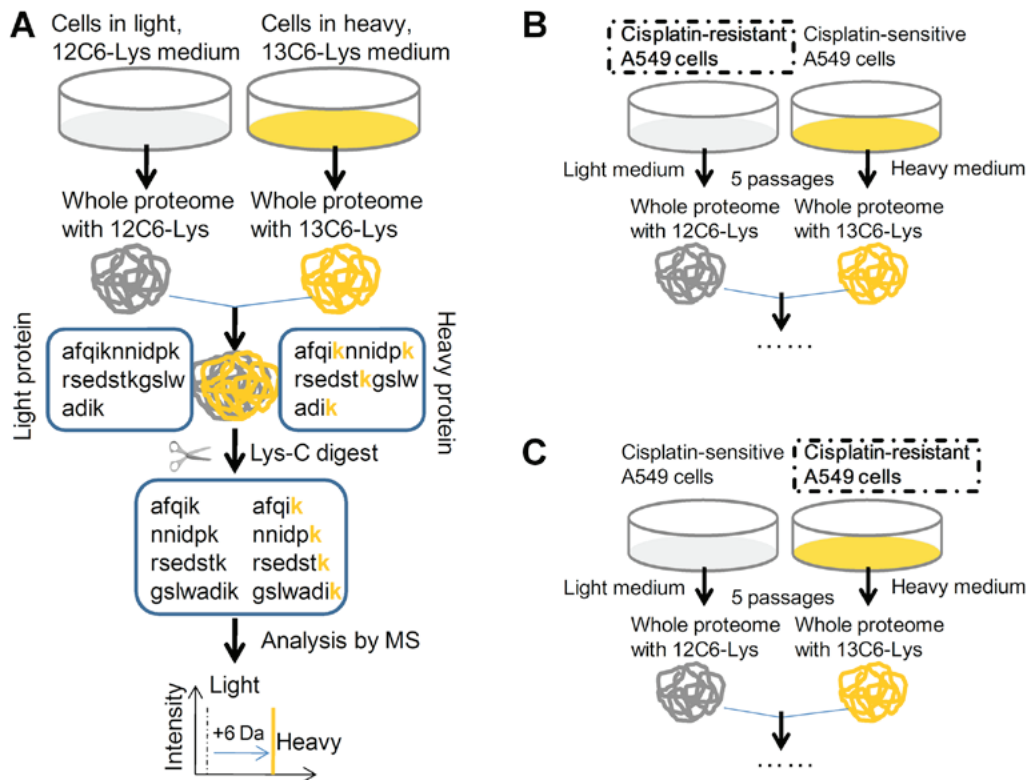 A
Cells in light,
12C6-Lys medium
Cells in heavy,
13C6-Lys medium
Whole proteome
with 12C6-Lys
Whole proteome
with 13C6-Lys
Light protein
afqiknnidpk
rsedstkgslw
adik
afqiknnidpk
rsedstkgslw
adik
Heavy protein
Lys-C digest
afqik
nnidpk
rsedstk
gslwadik
afqik
nnidpk
rsedstk
gslwadik
Analysis by MS
Intensity
Light
+6 Da
Heavy
B
Cisplatin-resistant
A549 cells
Cisplatin-sensitive
A549 cells
Light medium
5 passages
Heavy medium
Whole proteome
with 12C6-Lys
Whole proteome
with 13C6-Lys
......
C
Cisplatin-sensitive
A549 cells
Cisplatin-resistant
A549 cells
Light medium
5 passages
Heavy medium
Whole proteome
with 12C6-Lys
Whole proteome
with 13C6-Lys
......